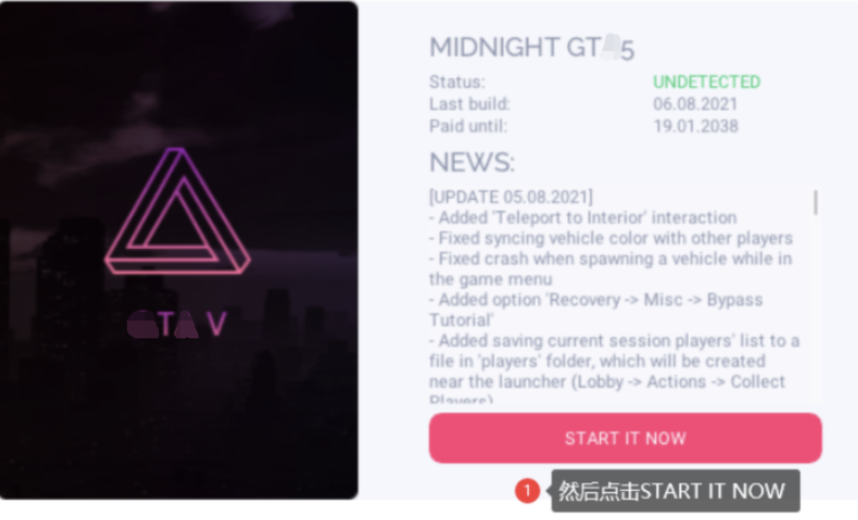 MIDNIGHT GTA5
Status: UNDETECTED
Last build: 06.08.2021
Paid until: 19.01.2038
NEWS:
[UPDATE 05.08.2021]
- Added 'Teleport to Interior' interaction
- Fixed syncing vehicle color with other players
- Fixed crash when spawning a vehicle while in
the game menu
- Added option 'Recovery -> Misc -> Bypass
Tutorial'
- Added saving current session players' list to a
file in 'players' folder, which will be created
near the launcher (Lobby -> Actions -> Collect
Players)
GTA V
START IT NOW
1 然后点击START IT NOW